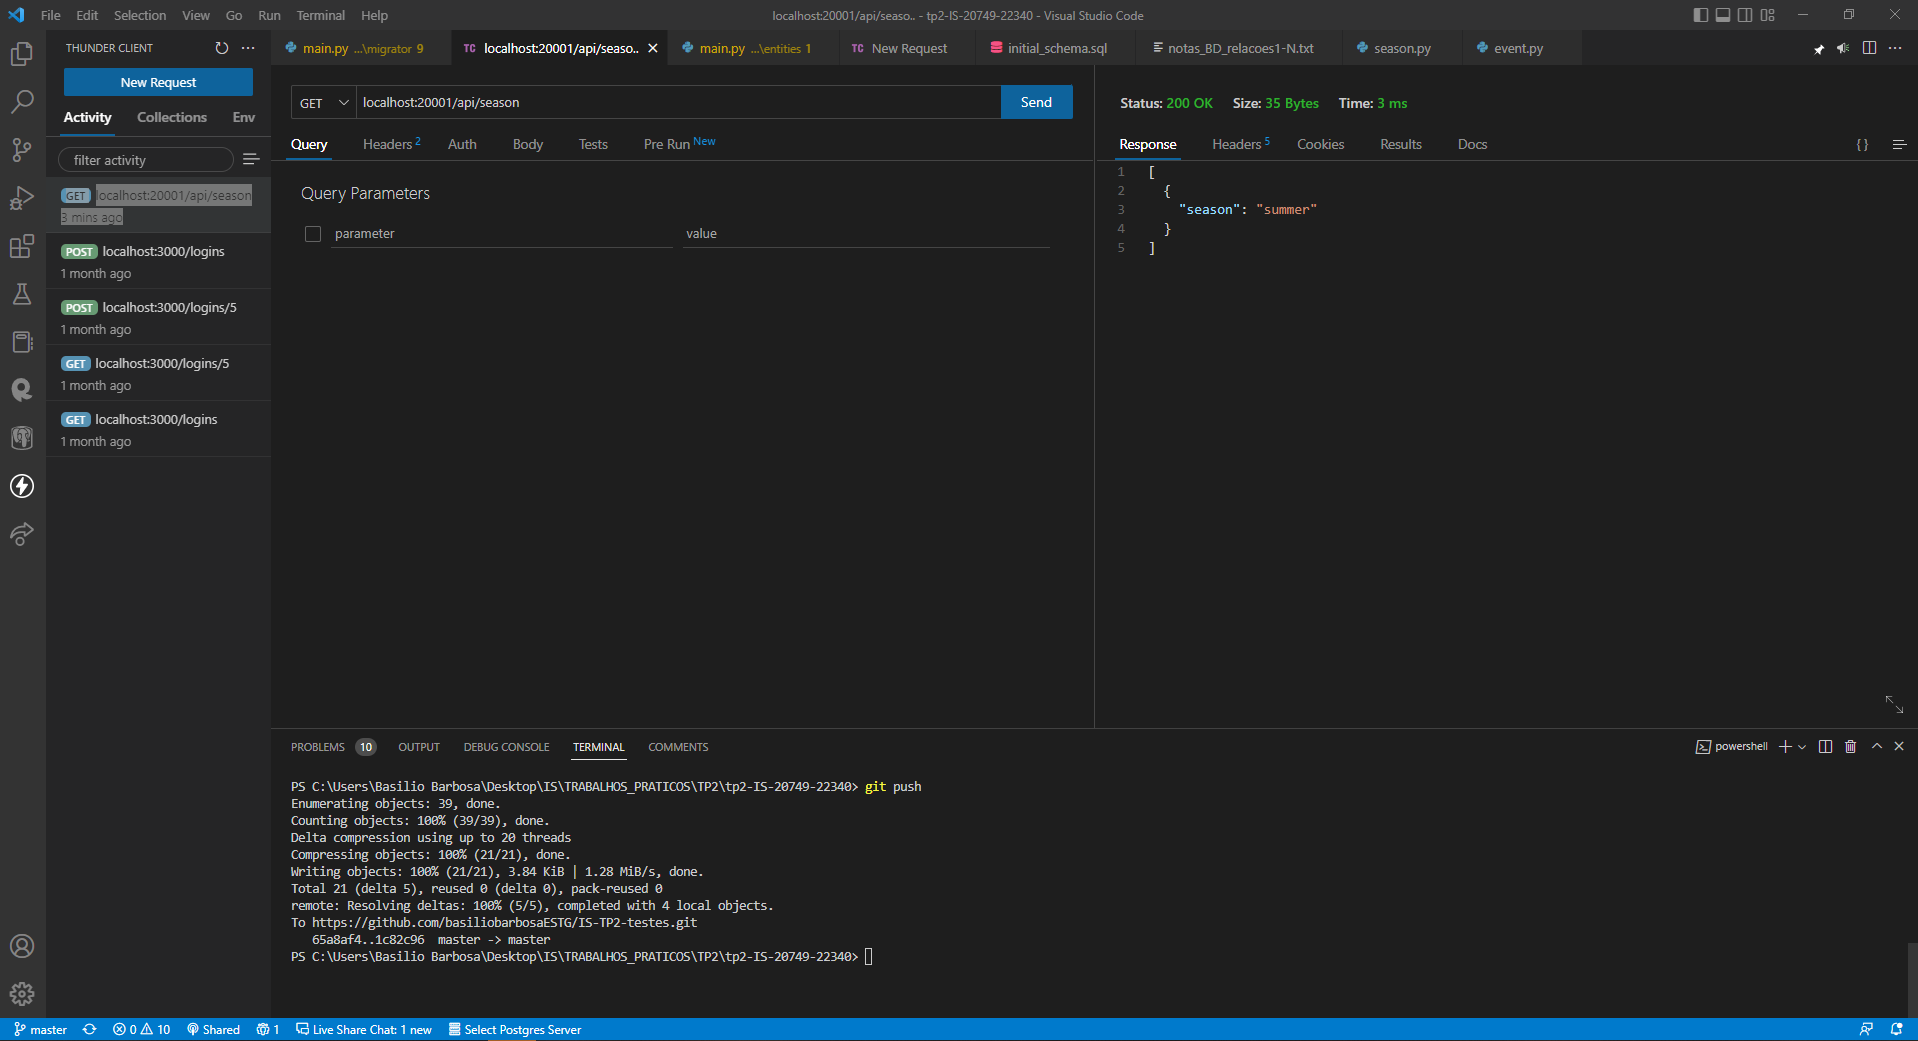 File Edit Selection View Go Run Terminal Help
localhost:20001/api/seaso.. - tp2-IS-20749-22340 - Visual Studio Code
THUNDER CLIENT
New Request
Activity Collections Env
filter activity
GET localhost:20001/api/season
3 mins ago
POST localhost:3000/logins
1 month ago
POST localhost:3000/logins/5
1 month ago
GET localhost:3000/logins/5
1 month ago
GET localhost:3000/logins
1 month ago
main.py ...\migrator 9
TC localhost:20001/api/seaso..
main.py ...\entities 1
TC New Request
initial_schema.sql
notas_BD_relacoes1-N.txt
season.py
event.py
GET localhost:20001/api/season Send
Query Headers 2 Auth Body Tests Pre Run New
Query Parameters
parameter value
Status: 200 OK Size: 35 Bytes Time: 3 ms
Response Headers 5 Cookies Results Docs {}
1 [
2 {
3 "season": "summer"
4 }
5 ]
PROBLEMS 10 OUTPUT DEBUG CONSOLE TERMINAL COMMENTS
powershell
PS C:\Users\Basilio Barbosa\Desktop\IS\TRABALHOS_PRATICOS\TP2\tp2-IS-20749-22340> git push
Enumerating objects: 39, done.
Counting objects: 100% (39/39), done.
Delta compression using up to 20 threads
Compressing objects: 100% (21/21), done.
Writing objects: 100% (21/21), 3.84 KiB | 1.28 MiB/s, done.
Total 21 (delta 5), reused 0 (delta 0), pack-reused 0
remote: Resolving deltas: 100% (5/5), completed with 4 local objects.
To https://github.com/basiliobarbosaESTG/IS-TP2-testes.git
65a8af4..1c82c96 master -> master
PS C:\Users\Basilio Barbosa\Desktop\IS\TRABALHOS_PRATICOS\TP2\tp2-IS-20749-22340>
master 0 10 Shared 1 Live Share Chat: 1 new Select Postgres Server